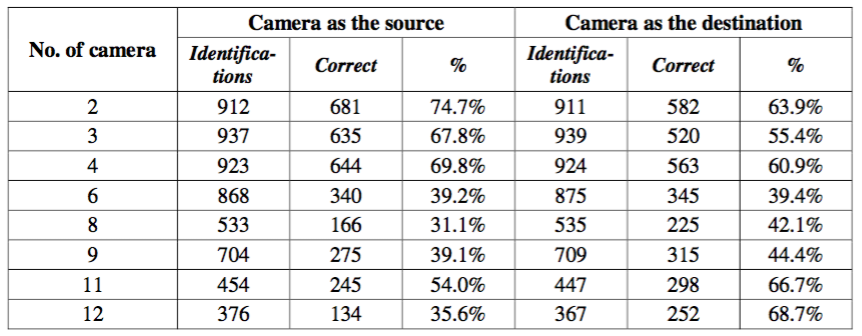 No. of camera Camera as the source Camera as the destination
Identifica-
tions Correct % Identifica-
tions Correct %
2 912 681 74.7% 911 582 63.9%
3 937 635 67.8% 939 520 55.4%
4 923 644 69.8% 924 563 60.9%
6 868 340 39.2% 875 345 39.4%
8 533 166 31.1% 535 225 42.1%
9 704 275 39.1% 709 315 44.4%
11 454 245 54.0% 447 298 66.7%
12 376 134 35.6% 367 252 68.7%